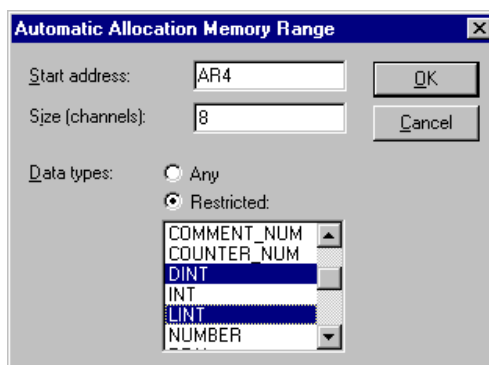 Automatic Allocation Memory Range
Start address: AR4 OK
Size (channels): 8 Cancel
Data types: Any
Restricted:
COMMENT_NUM
COUNTER_NUM
DINT
INT
LINT
NUMBER